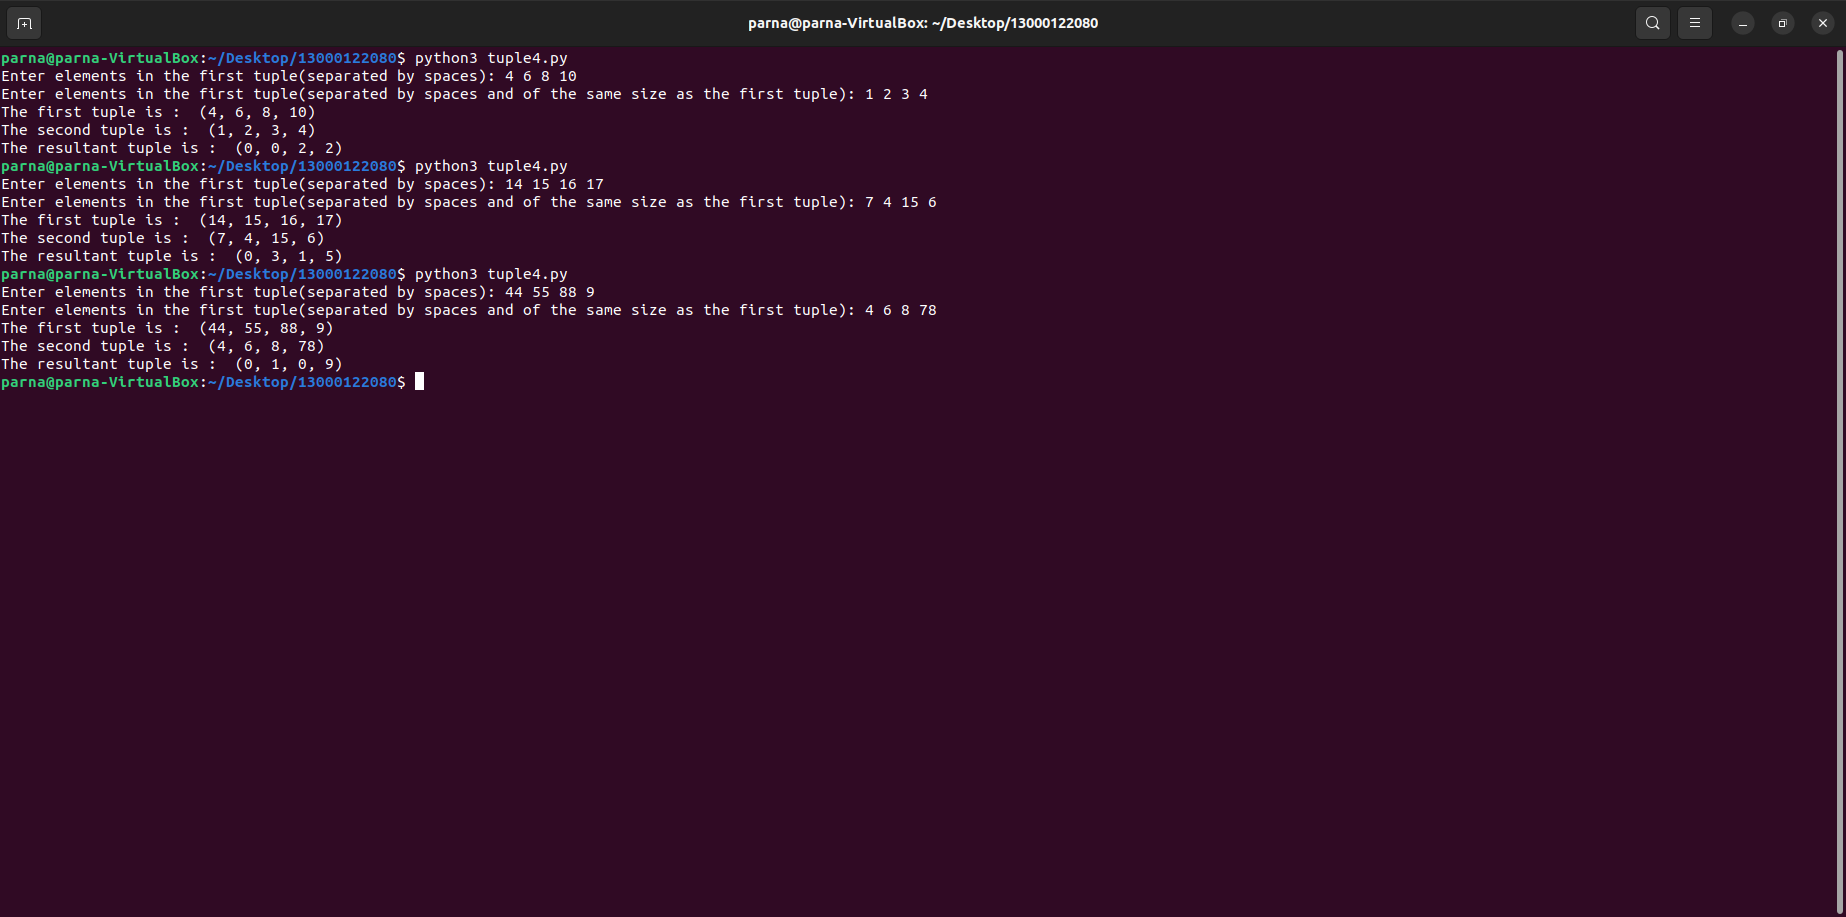 parna@parna-VirtualBox: ~/Desktop/13000122080
parna@parna-VirtualBox:~/Desktop/13000122080$ python3 tuple4.py
Enter elements in the first tuple(separated by spaces): 4 6 8 10
Enter elements in the first tuple(separated by spaces and of the same size as the first tuple): 1 2 3 4
The first tuple is :  (4, 6, 8, 10)
The second tuple is :  (1, 2, 3, 4)
The resultant tuple is :  (0, 0, 2, 2)
parna@parna-VirtualBox:~/Desktop/13000122080$ python3 tuple4.py
Enter elements in the first tuple(separated by spaces): 14 15 16 17
Enter elements in the first tuple(separated by spaces and of the same size as the first tuple): 7 4 15 6
The first tuple is :  (14, 15, 16, 17)
The second tuple is :  (7, 4, 15, 6)
The resultant tuple is :  (0, 3, 1, 5)
parna@parna-VirtualBox:~/Desktop/13000122080$ python3 tuple4.py
Enter elements in the first tuple(separated by spaces): 44 55 88 9
Enter elements in the first tuple(separated by spaces and of the same size as the first tuple): 4 6 8 78
The first tuple is :  (44, 55, 88, 9)
The second tuple is :  (4, 6, 8, 78)
The resultant tuple is :  (0, 1, 0, 9)
parna@parna-VirtualBox:~/Desktop/13000122080$